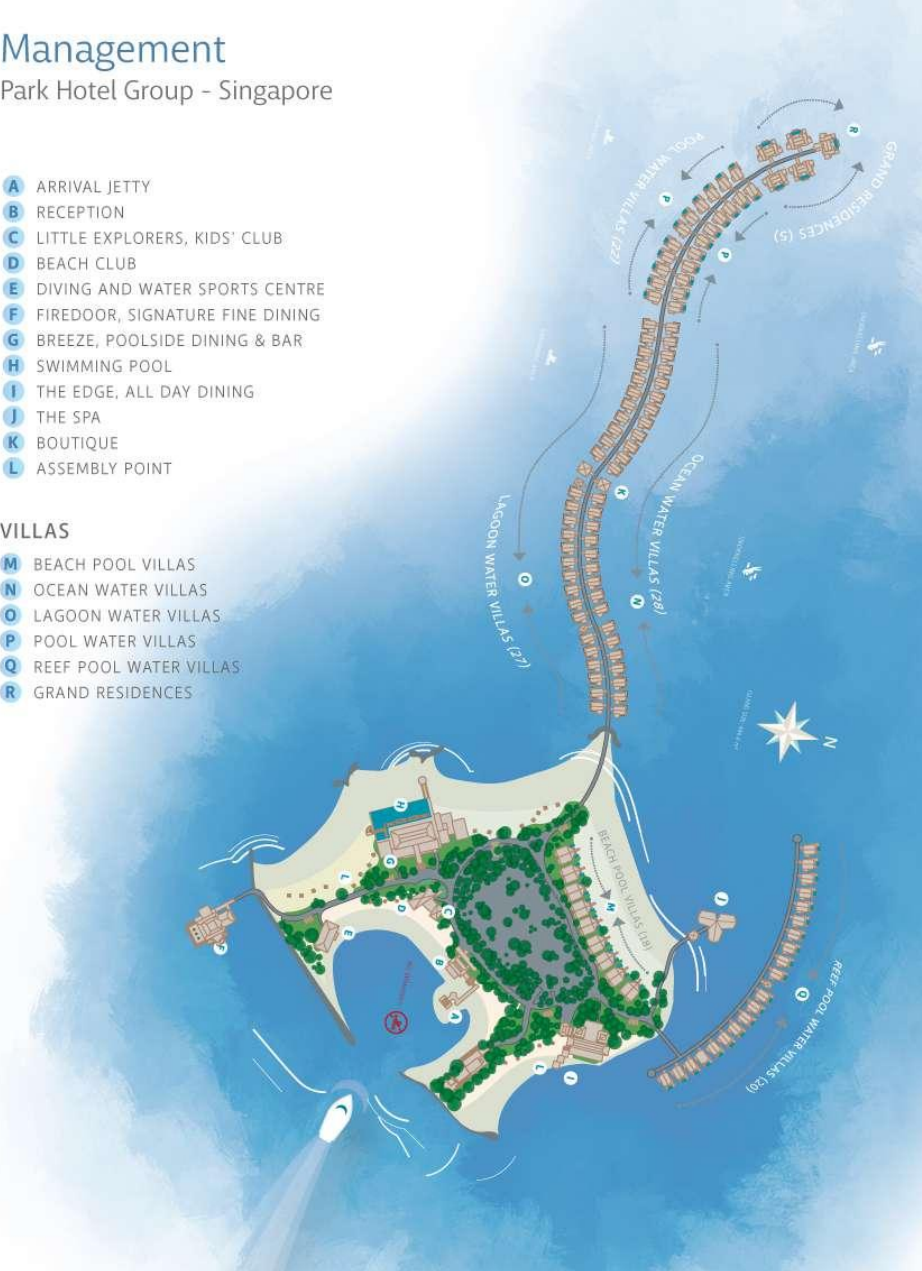 Management
Park Hotel Group - Singapore
A ARRIVAL JETTY
B RECEPTION
C LITTLE EXPLORERS, KIDS' CLUB
D BEACH CLUB
E DIVING AND WATER SPORTS CENTRE
F FIREDOOR, SIGNATURE FINE DINING
G BREEZE, POOLSIDE DINING & BAR
H SWIMMING POOL
I THE EDGE, ALL DAY DINING
J THE SPA
K BOUTIQUE
L ASSEMBLY POINT
VILLAS
M BEACH POOL VILLAS
N OCEAN WATER VILLAS
O LAGOON WATER VILLAS
P POOL WATER VILLAS
Q REEF POOL WATER VILLAS
R GRAND RESIDENCES
R
GRAND RESIDENCES (5)
POOL WATER VILLAS (22)
P
P
K
OCEAN WATER VILLAS (28)
N
LAGOON WATER VILLAS (27)
O
N
H
G
L
D
C
E
F
B
A
BEACH POOL VILLAS (18)
M
J
REEF POOL WATER VILLAS (20)
Q
L
I